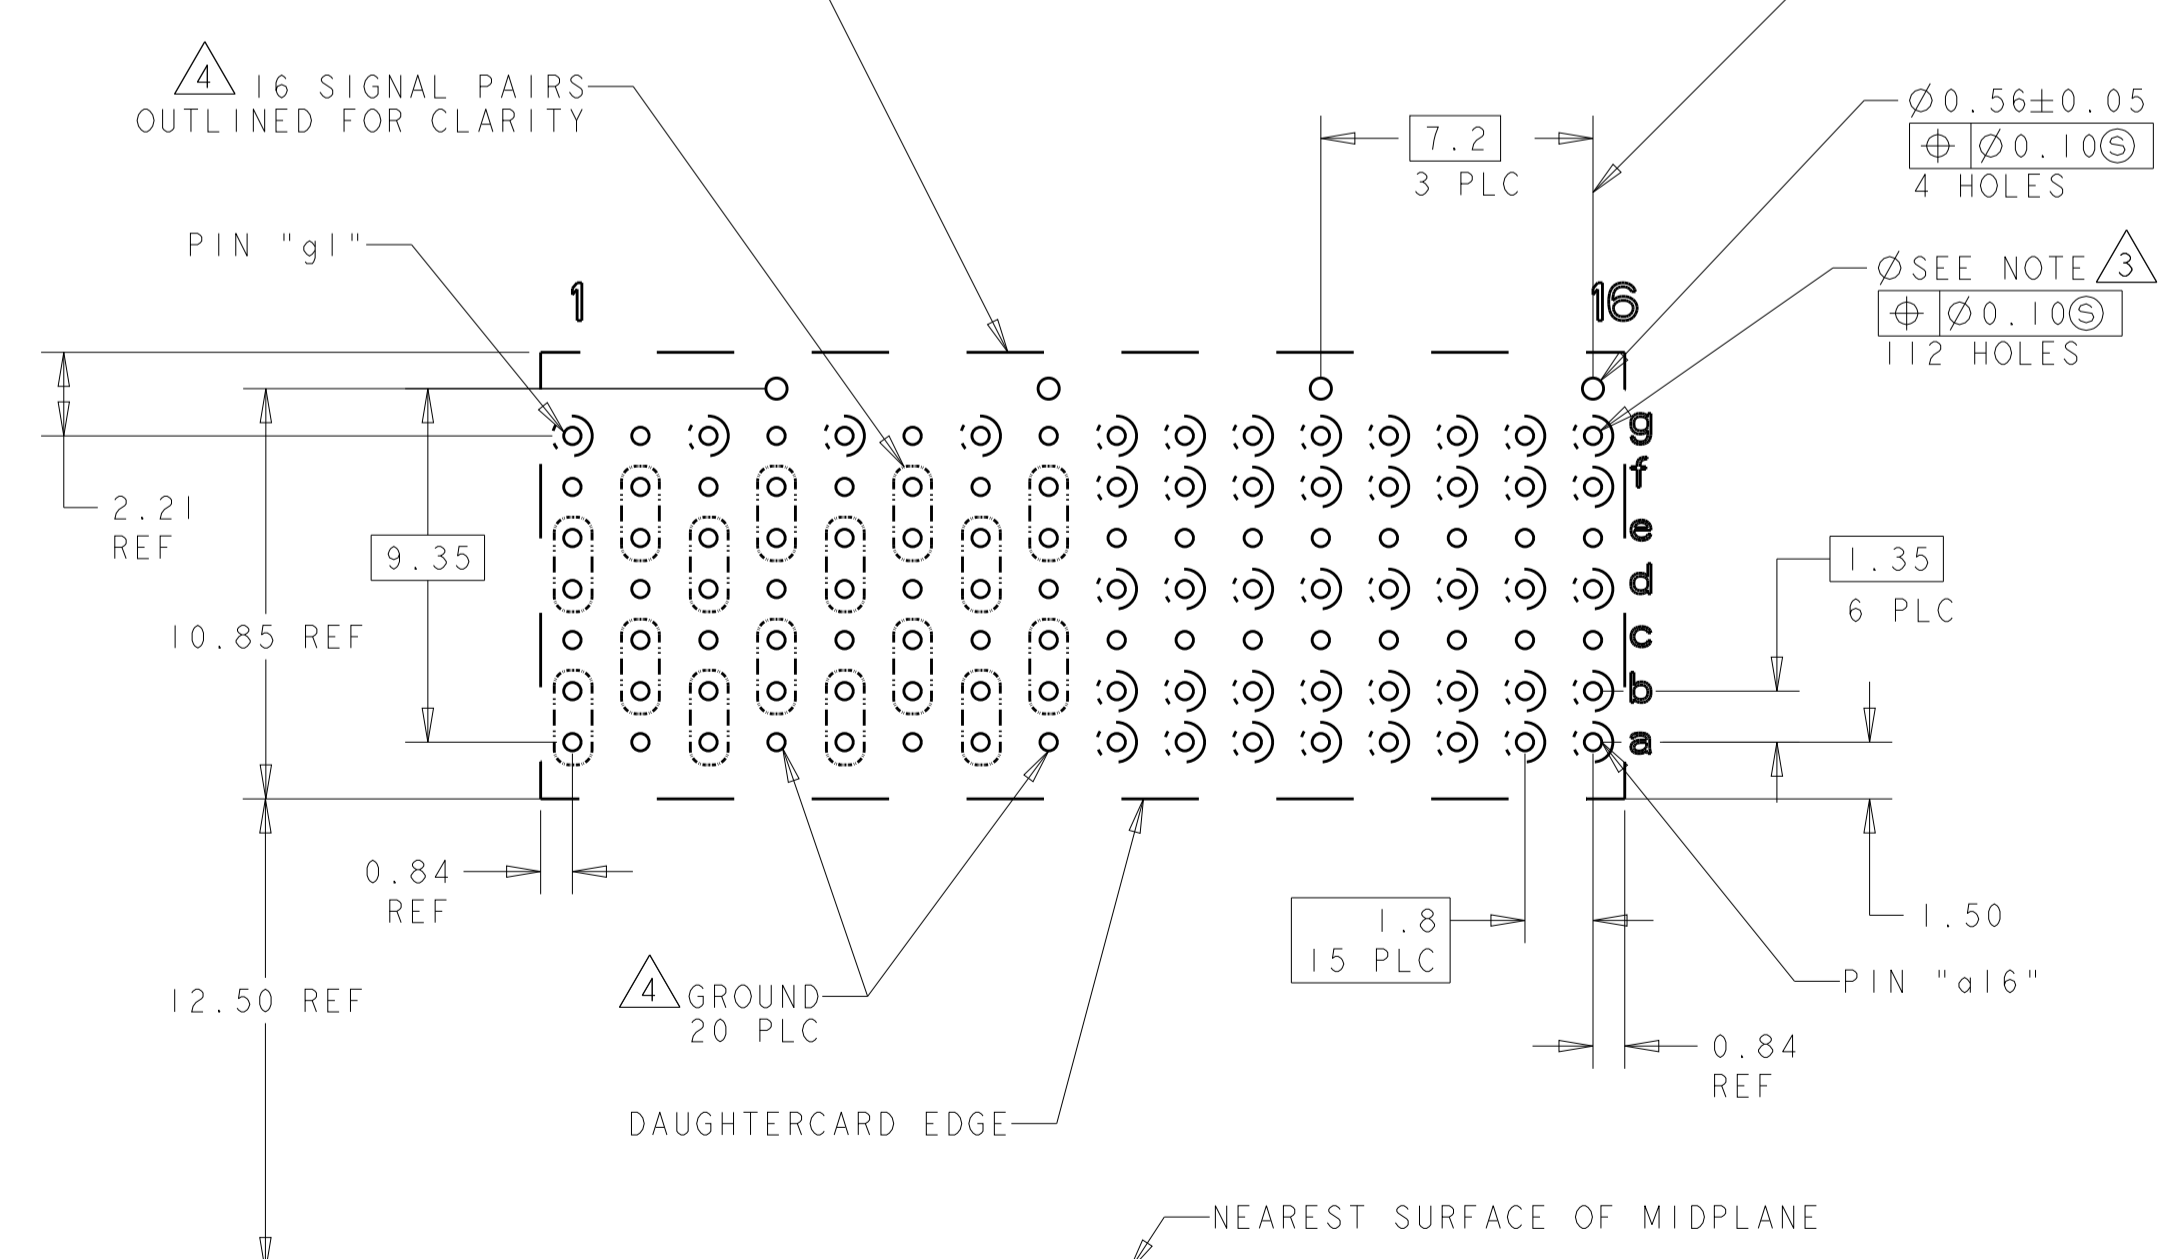 4 16 SIGNAL PAIRS
OUTLINED FOR CLARITY
7.2
3 PLC
Ø0.56±0.05
⌖ Ø0.10Ⓢ
4 HOLES
PIN "g1"
ØSEE NOTE 3
⌖ Ø0.10Ⓢ
112 HOLES
1
16
g
f
e
d
c
b
a
2.21
REF
9.35
10.85 REF
1.35
6 PLC
0.84
REF
1.8
15 PLC
1.50
PIN "a16"
12.50 REF
4 GROUND
20 PLC
0.84
REF
DAUGHTERCARD EDGE
NEAREST SURFACE OF MIDPLANE